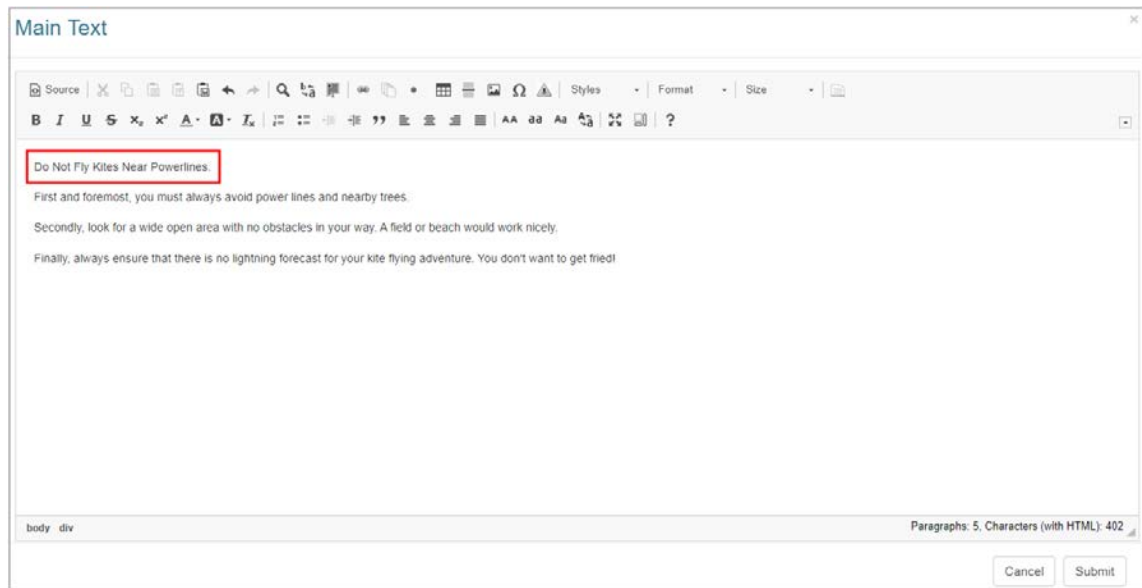 Main Text
Source Styles Format Size
Do Not Fly Kites Near Powerlines.
First and foremost, you must always avoid power lines and nearby trees.
Secondly, look for a wide open area with no obstacles in your way. A field or beach would work nicely.
Finally, always ensure that there is no lightning forecast for your kite flying adventure. You don't want to get fried!
body div Paragraphs: 5, Characters (with HTML): 402
Cancel Submit